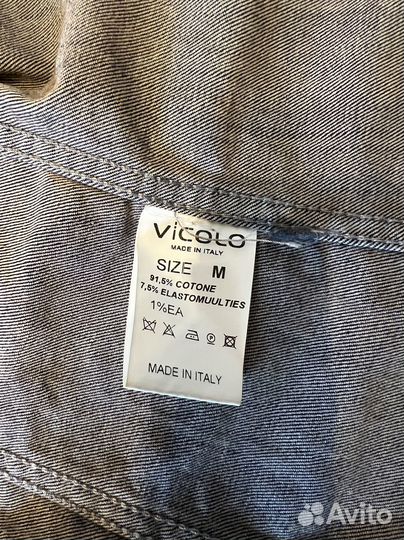 ViCOLO
MADE IN ITALY
SIZE M
91,5% COTONE
7,5% ELASTOMUULTIES
1%EA
MADE IN ITALY
Avito